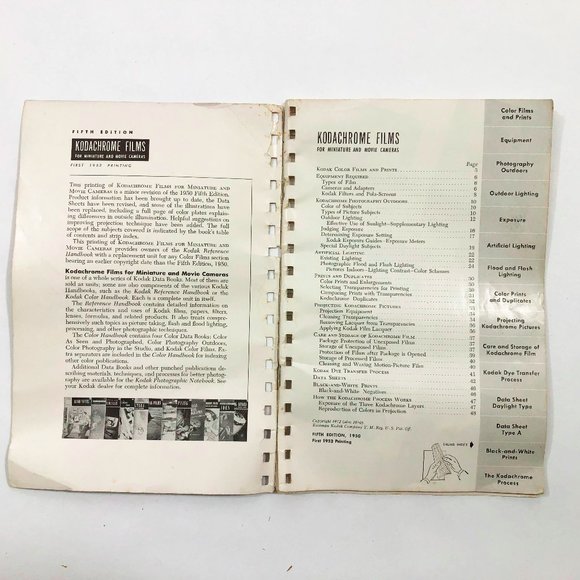 FIFTH EDITION
KODACHROME FILMS
FOR MINIATURE AND MOVIE CAMERAS
FIRST 1952 PRINTING
This printing of KODACHROME FILMS FOR MINIATURE AND
MOVIE CAMERAS is a minor revision of the 1950 Fifth Edition.
Product information has been brought up to date, the Data
Sheets have been revised, and some of the illustrations have
been replaced, including a full page of color plates explaining
differences in outside illumination. Helpful suggestions on
improving projection technique have been added. The full
scope of the subjects covered is indicated by the book's table
of contents and strip index.
This printing of KODACHROME FILMS FOR MINIATURE AND
MOVIE CAMERAS provides owners of the Kodak Reference
Handbook with a replacement unit for any Color Films section
bearing an earlier copyright date than the Fifth Edition, 1950.
Kodachrome Films for Miniature and Movie Cameras
is one of a whole series of Kodak Data Books. Most of them are
sold as units; some are also components of the various Kodak
Handbooks, such as the Kodak Reference Handbook or the
Kodak Color Handbook. Each is a complete unit in itself.
The Reference Handbook contains detailed information on
the characteristics and uses of Kodak films, papers, filters,
lenses, formulas, and related products. It also treats compre-
hensively such topics as picture taking, flash and flood lighting,
processing, and other photographic techniques.
The Color Handbook contains four Color Data Books; Color
As Seen and Photographed, Color Photography Outdoors,
Color Photography in the Studio, and Kodak Color Films. Ex-
tra separators are included in the Color Handbook for indexing
other color publications.
Additional Data Books and other punched publications de-
scribing materials, techniques, and processes for better photog-
raphy are available for the Kodak Photographic Notebook. See
your Kodak dealer for complete information.
KODACHROME FILMS
FOR MINIATURE AND MOVIE CAMERAS
Page
KODAK COLOR FILMS AND PRINTS 3
EQUIPMENT REQUIRED 6
Types of Film 6
Cameras and Adapters 6
Kodak Filters and Pola-Screens
KODACHROME PHOTOGRAPHY OUTDOORS
Color of Subjects
Types of Picture Subjects
Outdoor Lighting
Effective Use of Sunlight–Supplementary Lighting
Judging Exposure 16
Determining Exposure Setting
Kodak Exposure Guides–Exposure Meters
Special Daylight Subjects
ARTIFICIAL LIGHTING 22
Existing Lighting 22
Photographic Flood and Flash Lighting 24
Pictures Indoors–Lighting Contrast–Color Schemes
PRINTS AND DUPLICATES 30
Color Prints and Enlargements 30
Selecting Transparencies for Printing
Comparing Prints with Transparencies
Kodachrome Duplicates 32
PROJECTING KODACHROME PICTURES
Projection Equipment
Cleaning Transparencies
Removing Lacquer from Transparencies
Applying Kodak Film Lacquer
CARE AND STORAGE OF KODACHROME FILM
Package Protection of Unexposed Film
Storage of Unexposed Films
Protection of Films after Package is Opened
Storage of Processed Films
Cleaning and Waxing Motion-Picture Film
KODAK DYE TRANSFER PROCESS
DATA SHEETS
BLACK-AND-WHITE PRINTS
Black-and-White Negatives
HOW THE KODACHROME PROCESS WORKS
Exposure of the Three Kodachrome Layers
Reproduction of Colors in Projection 48
Eastman Kodak Company
FIFTH EDITION, 1950
First 1952 Printing
USING INDEX
Color Films
and Prints
Equipment
Photography
Outdoors
Outdoor Lighting
Exposure
Artificial Lighting
Flood and Flash
Lighting
Color Prints
and Duplicates
Projecting
Kodachrome Pictures
Care and Storage of
Kodachrome Film
Kodak Dye Transfer
Process
Data Sheet
Daylight Type
Data Sheet
Type A
Black-and-White
Prints
The Kodachrome
Process